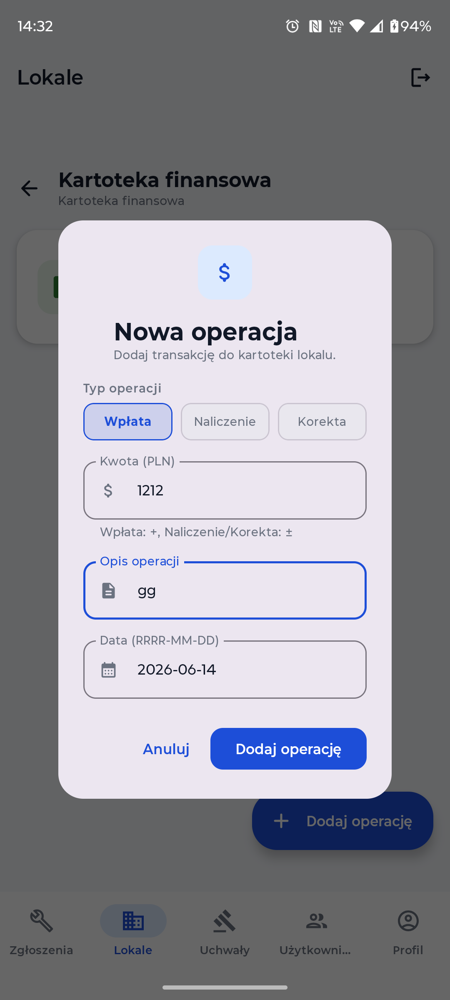 14:32
Vo LTE
94%
Lokale
Kartoteka finansowa
Kartoteka finansowa
$
Nowa operacja
Dodaj transakcję do kartoteki lokalu.
Typ operacji
Wpłata
Naliczenie
Korekta
Kwota (PLN)
$ 1212
Wpłata: +, Naliczenie/Korekta: ±
Opis operacji
gg
Data (RRRR-MM-DD)
2026-06-14
Anuluj
Dodaj operację
Dodaj operację
Zgłoszenia
Lokale
Uchwały
Użytkowni...
Profil